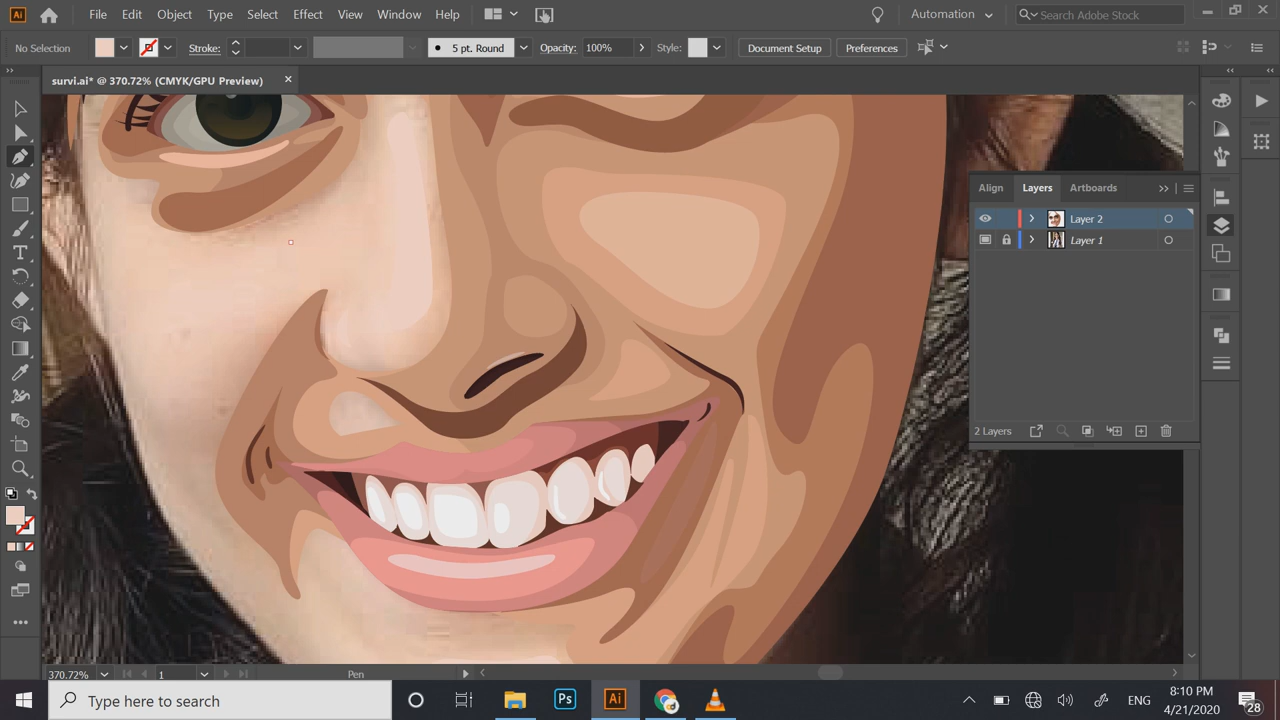 Ai File Edit Object Type Select Effect View Window Help Automation Search Adobe Stock
No Selection Stroke: 5 pt. Round Opacity: 100% Style: Document Setup Preferences
survi.ai* @ 370.72% (CMYK/GPU Preview)
Align Layers Artboards
Layer 2
Layer 1
2 Layers
370.72% 1 Pen
Type here to search Ps Ai ENG 8:10 PM
4/21/2020 28